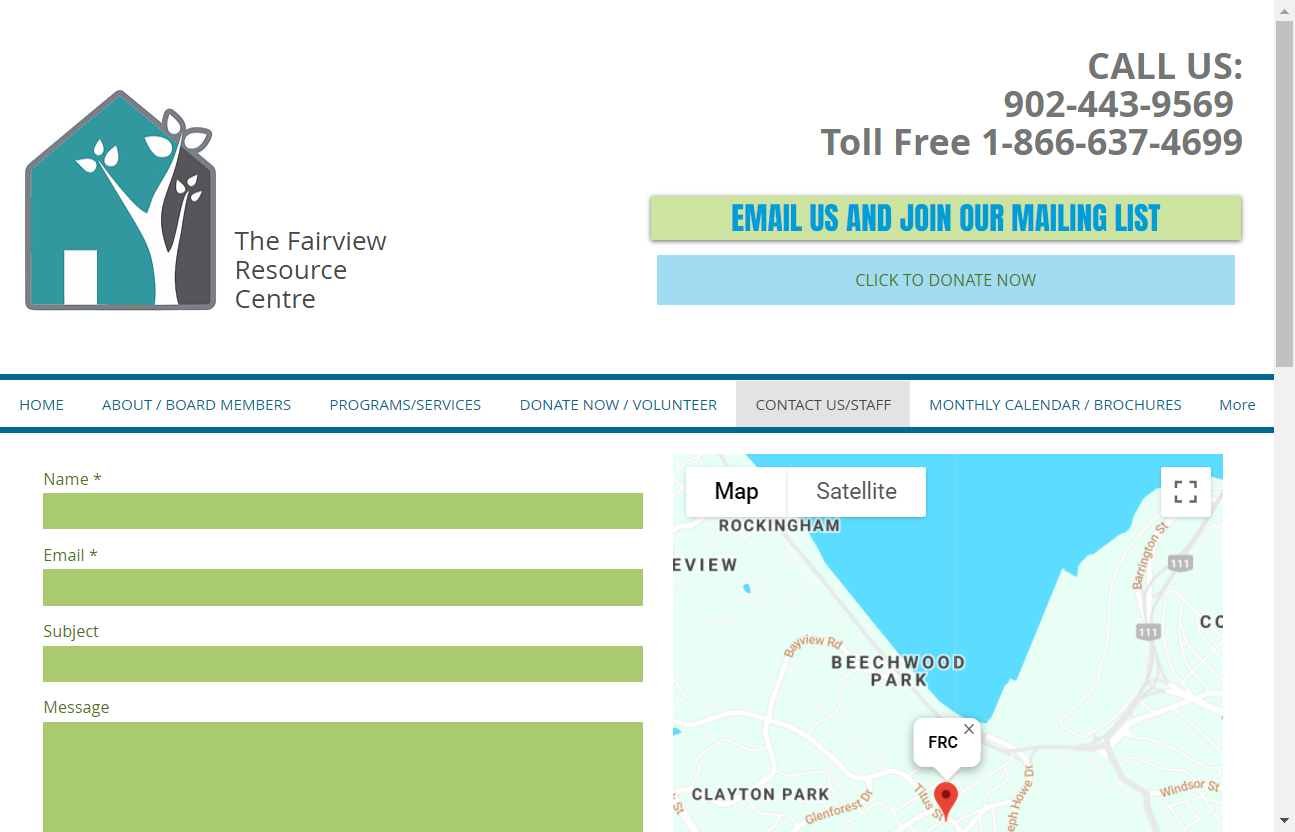 CALL US:
902-443-9569
Toll Free 1-866-637-4699
The Fairview
Resource
Centre
EMAIL US AND JOIN OUR MAILING LIST
CLICK TO DONATE NOW
HOME
ABOUT / BOARD MEMBERS
PROGRAMS/SERVICES
DONATE NOW / VOLUNTEER
CONTACT US/STAFF
MONTHLY CALENDAR / BROCHURES
More
Name *
Email *
Subject
Message
Map
Satellite
ROCKINGHAM
EVIEW
Barrington St
111
111
CO
Bayview Rd
BEECHWOOD
PARK
FRC
CLAYTON PARK
Glenforest Dr
Titus St
eph Howe Dr
Windsor St
St